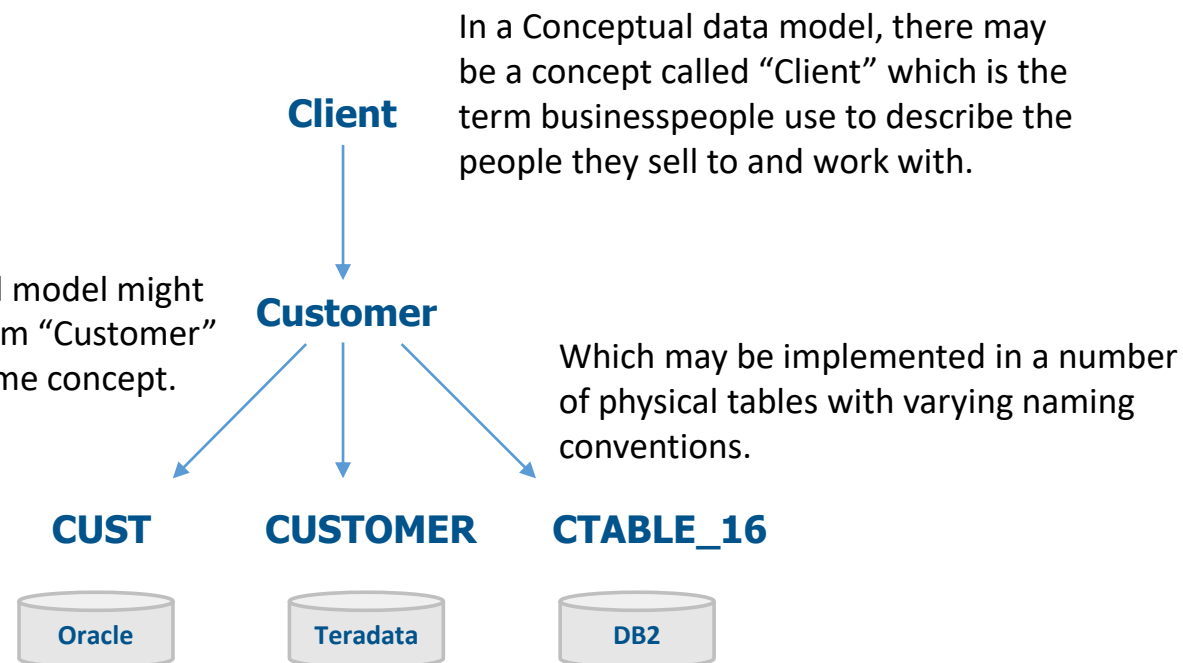 In a Conceptual data model, there may
be a concept called “Client” which is the
term businesspeople use to describe the
people they sell to and work with.
Client
model might
“Customer”
concept.
Customer
Which may be implemented in a number
of physical tables with varying naming
conventions.
CUST CUSTOMER CTABLE_16
Oracle Teradata DB2